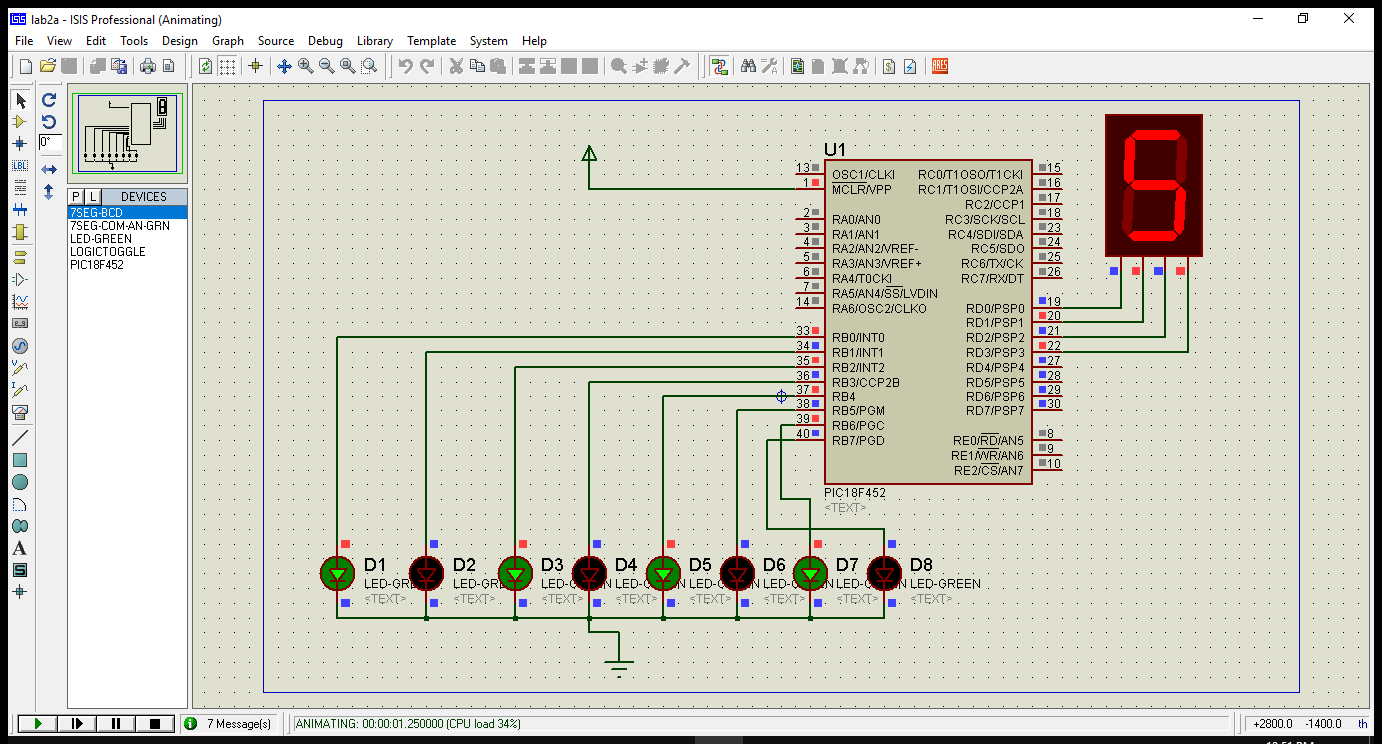 lab2a - ISIS Professional (Animating)
File View Edit Tools Design Graph Source Debug Library Template System Help
ARES
LBL
0°
P L DEVICES
7SEG-BCD
7SEG-COM-AN-GRN
LED-GREEN
LOGICTOGGLE
PIC18F452
U1
13 OSC1/CLKI RC0/T1OSO/T1CKI 15
1 MCLR/VPP RC1/T1OSI/CCP2A 16
RC2/CCP1 17
2 RA0/AN0 RC3/SCK/SCL 18
3 RA1/AN1 RC4/SDI/SDA 23
4 RA2/AN2/VREF- RC5/SDO 24
5 RA3/AN3/VREF+ RC6/TX/CK 25
6 RA4/T0CKI RC7/RX/DT 26
7 RA5/AN4/SS/LVDIN
14 RA6/OSC2/CLKO RD0/PSP0 19
RD1/PSP1 20
33 RB0/INT0 RD2/PSP2 21
34 RB1/INT1 RD3/PSP3 22
35 RB2/INT2 RD4/PSP4 27
36 RB3/CCP2B RD5/PSP5 28
37 RB4 RD6/PSP6 29
38 RB5/PGM RD7/PSP7 30
39 RB6/PGC
40 RB7/PGD RE0/RD/AN5 8
RE1/WR/AN6 9
RE2/CS/AN7 10
PIC18F452
<TEXT>
5
D1 D2 D3 D4 D5 D6 D7 D8
LED-GREEN
<TEXT> <TEXT> <TEXT> <TEXT> <TEXT> <TEXT> <TEXT> <TEXT>
7 Message(s) ANIMATING: 00:00:01.250000 (CPU load 34%) +2800.0 -1400.0 th